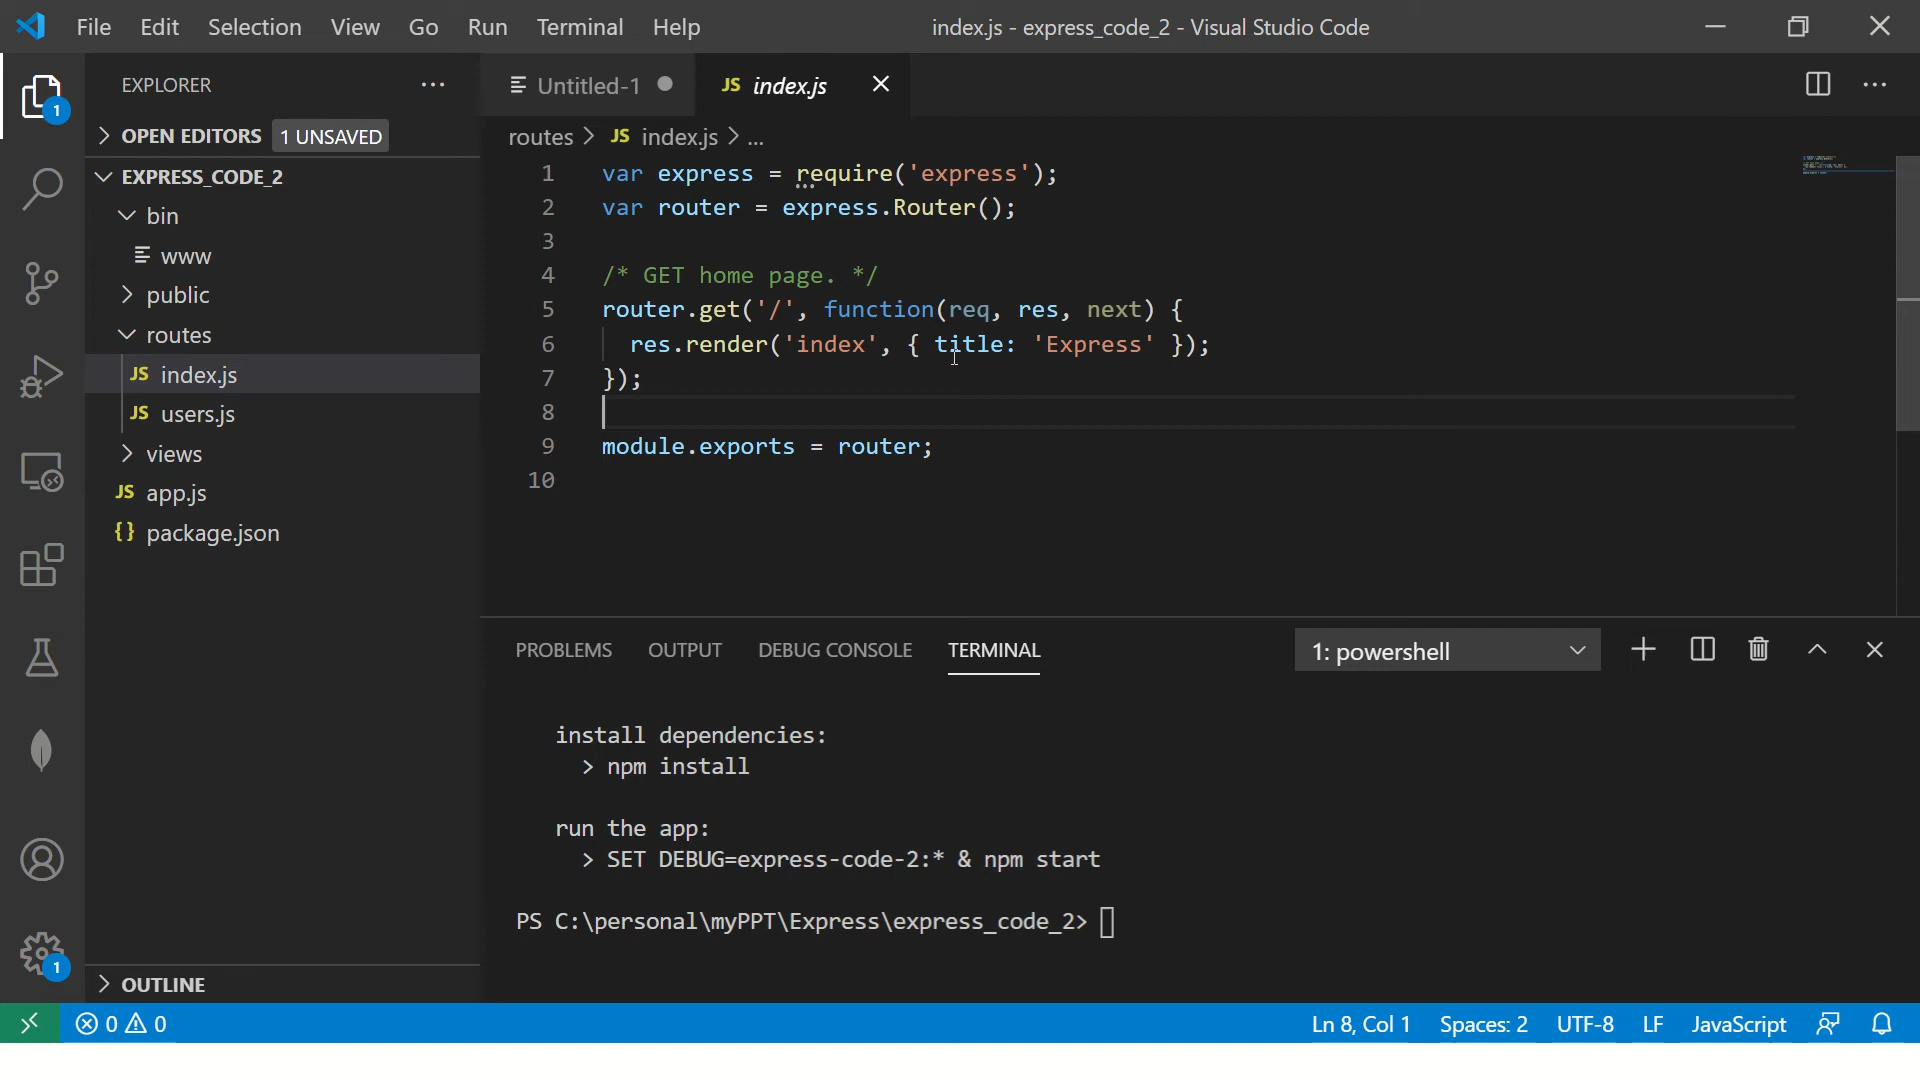 File Edit Selection View Go Run Terminal Help index.js - express_code_2 - Visual Studio Code
EXPLORER
OPEN EDITORS 1 UNSAVED
EXPRESS_CODE_2
bin
www
public
routes
JS index.js
JS users.js
views
JS app.js
{} package.json
OUTLINE
1
1
Untitled-1 JS index.js
routes > JS index.js > ...
1 var express = require('express');
2 var router = express.Router();
3
4 /* GET home page. */
5 router.get('/', function(req, res, next) {
6 res.render('index', { title: 'Express' });
7 });
8
9 module.exports = router;
10
PROBLEMS OUTPUT DEBUG CONSOLE TERMINAL 1: powershell
install dependencies:
> npm install
run the app:
> SET DEBUG=express-code-2:* & npm start
PS C:\personal\myPPT\Express\express_code_2>
0 0 Ln 8, Col 1 Spaces: 2 UTF-8 LF JavaScript